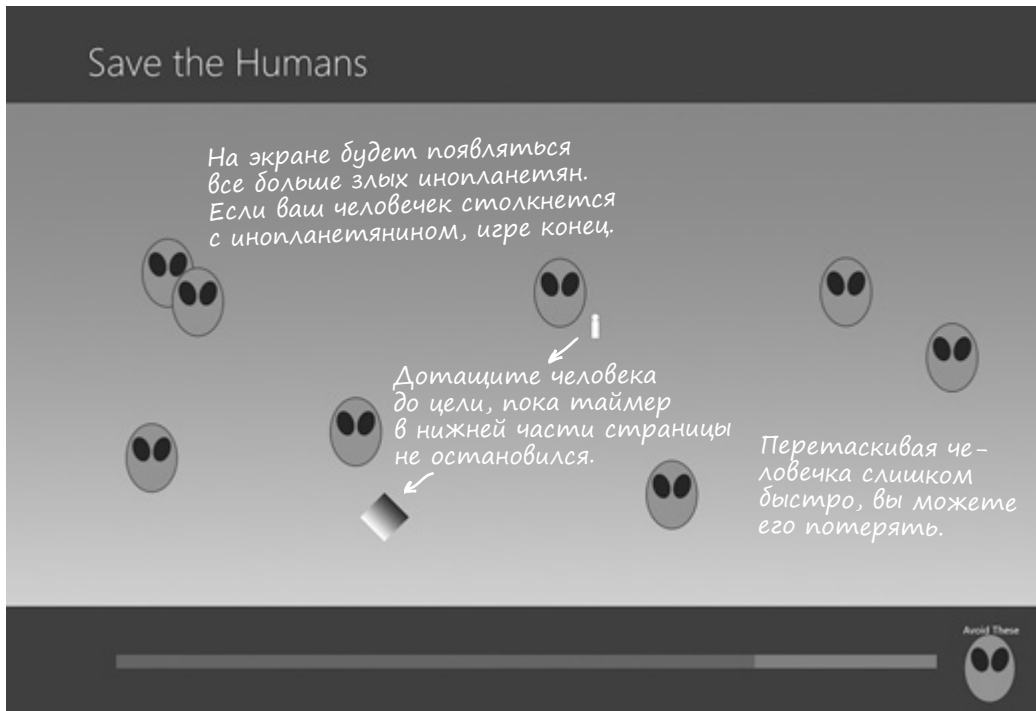 Save the Humans
На экране будет появляться
все больше злых инопланетян.
Если ваш человечек столкнется
с инопланетянином, игре конец.
Дотащите человека
до цели, пока таймер
в нижней части страницы
не остановился.
Перетаскивая че-
ловечка слишком
быстро, вы можете
его потерять.
Avoid These